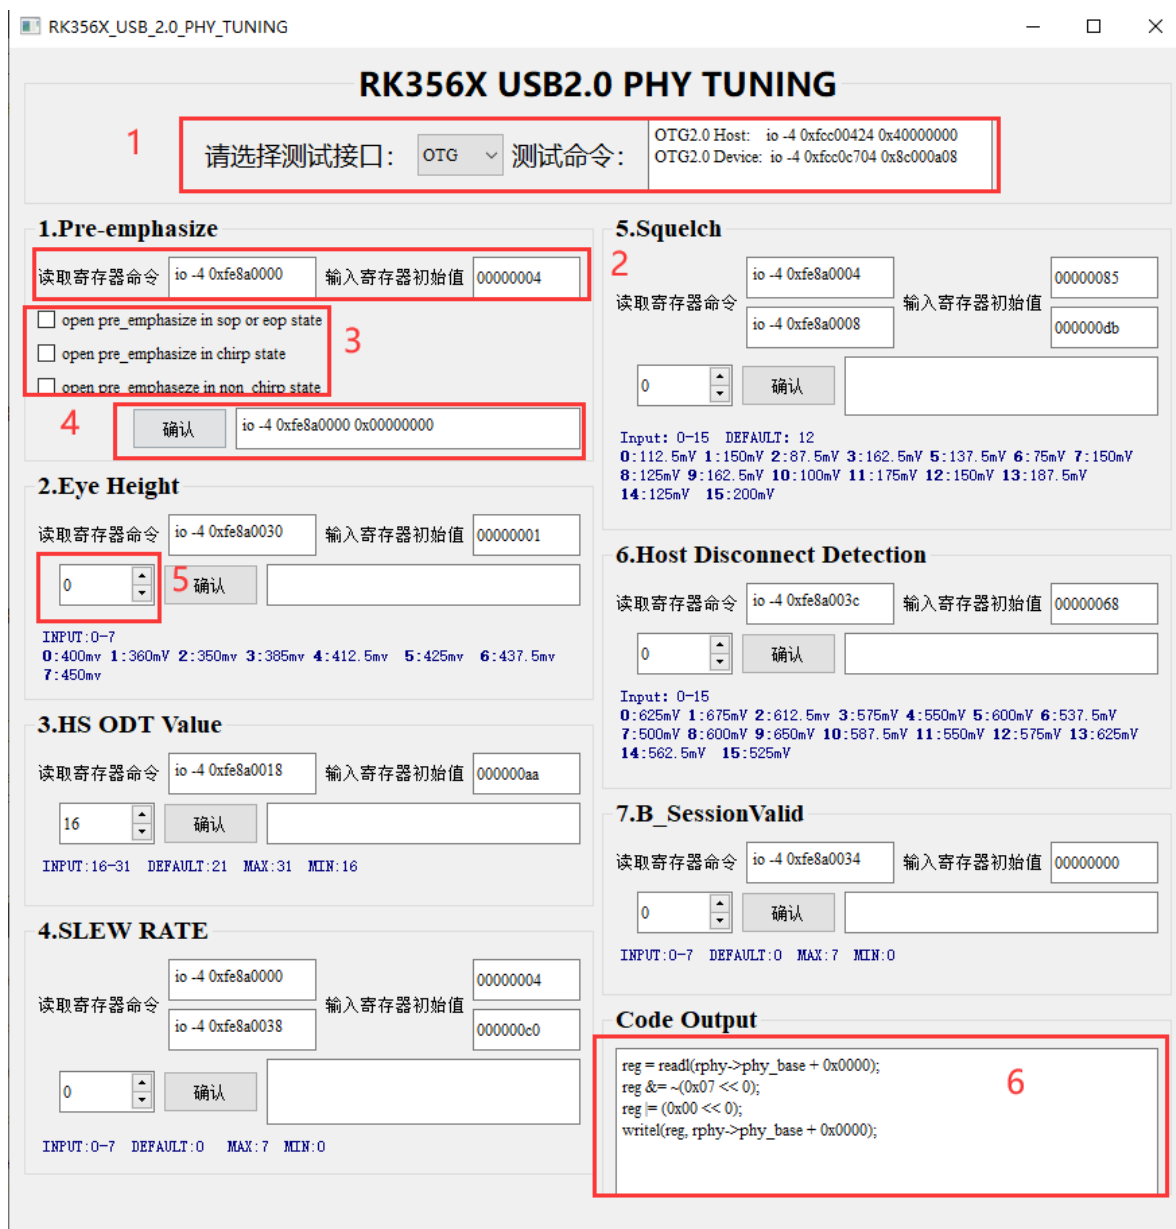 RK356X_USB_2.0_PHY_TUNING
RK356X USB2.0 PHY TUNING
1
请选择测试接口： OTG 测试命令：
OTG2.0 Host: io -4 0xfcc00424 0x40000000
OTG2.0 Device: io -4 0xfcc0c704 0x8c000a08
1.Pre-emphasize
读取寄存器命令 io -4 0xfe8a0000 输入寄存器初始值 00000004
open pre_emphasize in sop or eop state
open pre_emphasize in chirp state
open pre_emphaseze in non_chirp state
3
4
确认 io -4 0xfe8a0000 0x00000000
2.Eye Height
读取寄存器命令 io -4 0xfe8a0030 输入寄存器初始值 00000001
0 5 确认
INPUT:0-7
0:400mv 1:360mV 2:350mv 3:385mv 4:412.5mv 5:425mv 6:437.5mv
7:450mv
3.HS ODT Value
读取寄存器命令 io -4 0xfe8a0018 输入寄存器初始值 000000aa
16 确认
INPUT:16-31 DEFAULT:21 MAX:31 MIN:16
4.SLEW RATE
io -4 0xfe8a0000 00000004
读取寄存器命令 输入寄存器初始值
io -4 0xfe8a0038 000000c0
0 确认
INPUT:0-7 DEFAULT:0 MAX:7 MIN:0
5.Squelch
2
io -4 0xfe8a0004 00000085
读取寄存器命令 输入寄存器初始值
io -4 0xfe8a0008 000000db
0 确认
Input: 0-15 DEFAULT: 12
0:112.5mV 1:150mV 2:87.5mV 3:162.5mV 5:137.5mV 6:75mV 7:150mV
8:125mV 9:162.5mV 10:100mV 11:175mV 12:150mV 13:187.5mV
14:125mV 15:200mV
6.Host Disconnect Detection
读取寄存器命令 io -4 0xfe8a003c 输入寄存器初始值 00000068
0 确认
Input: 0-15
0:625mV 1:675mV 2:612.5mv 3:575mV 4:550mV 5:600mV 6:537.5mV
7:500mV 8:600mV 9:650mV 10:587.5mV 11:550mV 12:575mV 13:625mV
14:562.5mV 15:525mV
7.B_SessionValid
读取寄存器命令 io -4 0xfe8a0034 输入寄存器初始值 00000000
0 确认
INPUT:0-7 DEFAULT:0 MAX:7 MIN:0
Code Output
reg = readl(rphy->phy_base + 0x0000);
reg &= ~(0x07 << 0);
reg |= (0x00 << 0);
writel(reg, rphy->phy_base + 0x0000);
6